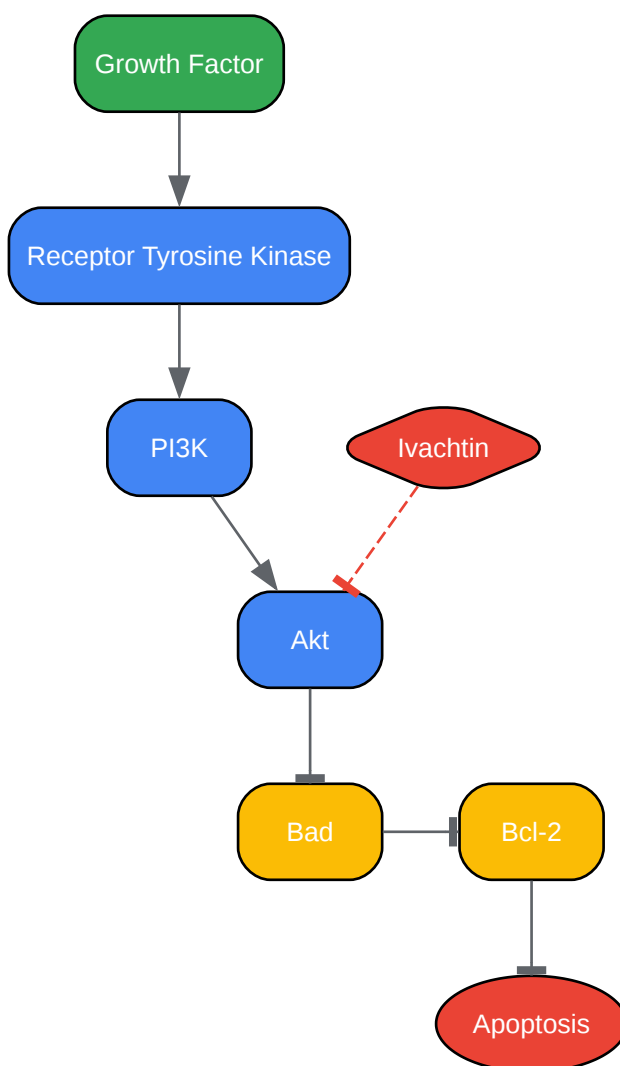 Growth Factor
Receptor Tyrosine Kinase
PI3K
Ivachtin
Akt
Bad
Bcl-2
Apoptosis